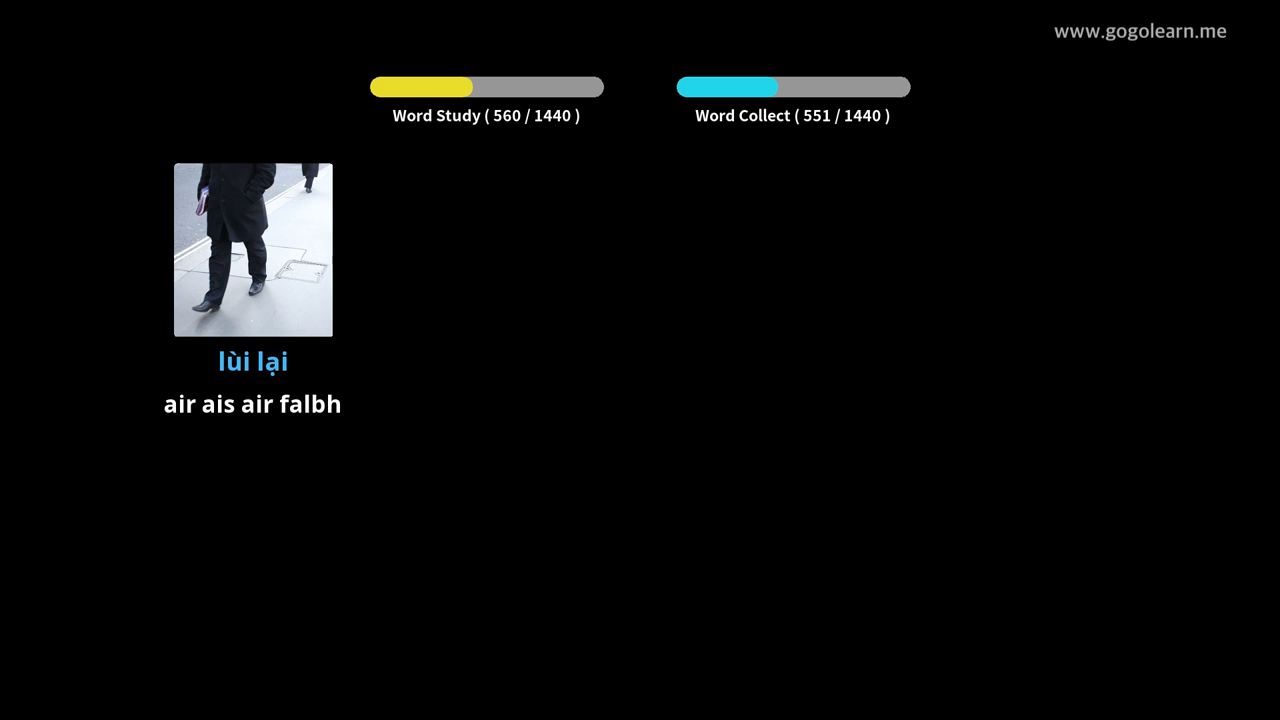 www.gogolearn.me
Word Study ( 560 / 1440 )
Word Collect ( 551 / 1440 )
lùi lại
air ais air falbh